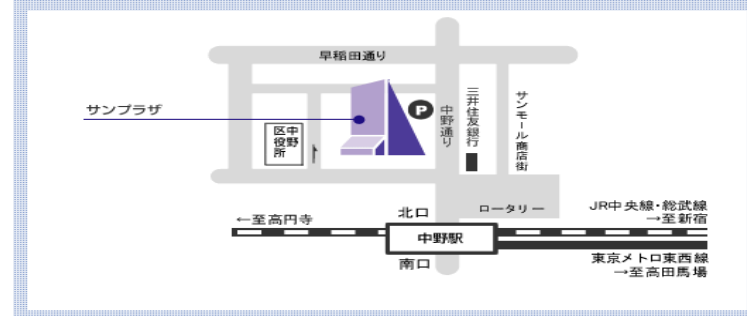 早稲田通り
サンプラザ
P
中野通り
三井住友銀行
サンモール商店街
中野
区役所
北口
ロータリー
JR中央線・総武線
→至新宿
←至高円寺
中野駅
南口
東京メトロ東西線
→至高田馬場